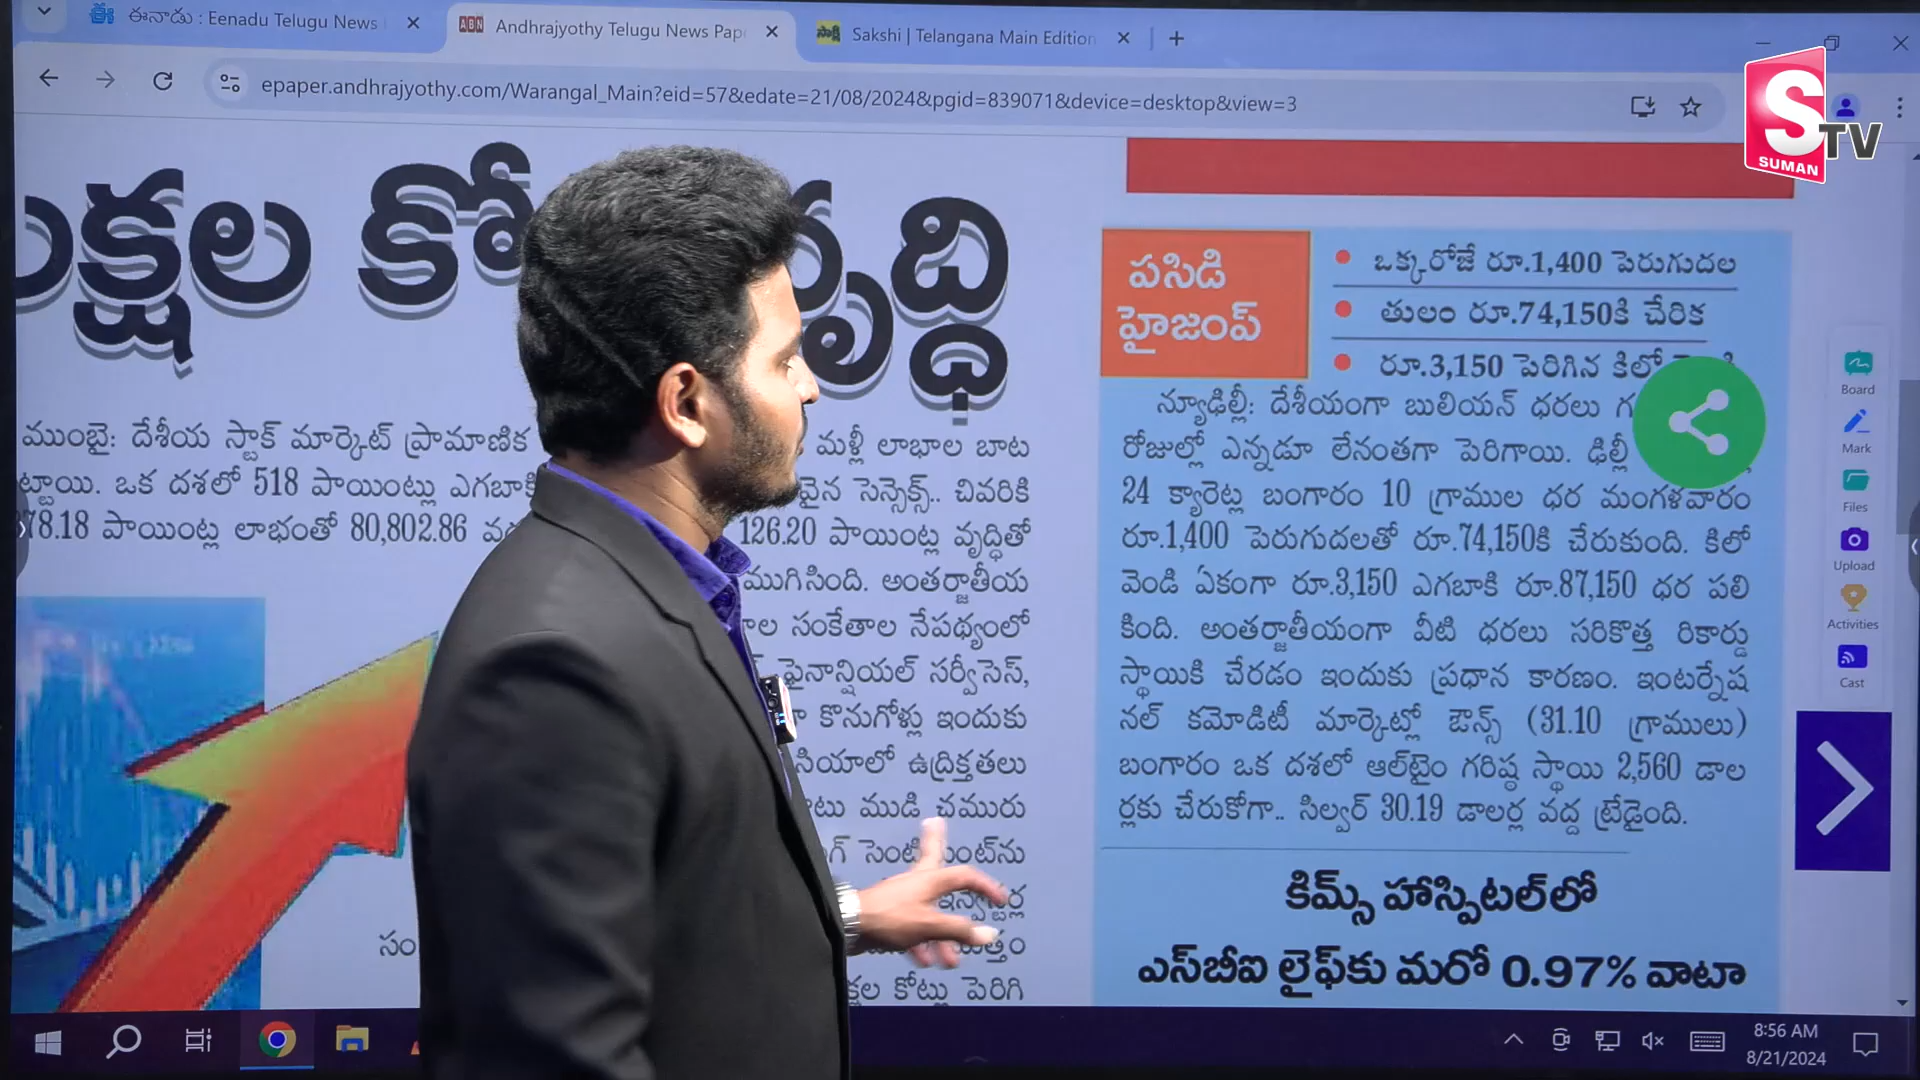 ఈనాడు : Eenadu Telugu News
Andhrajyothy Telugu News Pap
Sakshi | Telangana Main Edition
epaper.andhrajyothy.com/Warangal_Main?eid=57&edate=21/08/2024&pgid=839071&device=desktop&view=3
S
TV
SUMAN
పసిడి
హైజంప్
ఒక్కరోజే రూ.1,400 పెరుగుదల
తులం రూ.74,150కి చేరిక
రూ.3,150 పెరిగిన కిలో
న్యూఢిల్లీ: దేశీయంగా బులియన్ ధరలు
రోజుల్లో ఎన్నడూ లేనంతగా పెరిగాయి. ఢిల్లీ
24 క్యారెట్ల బంగారం 10 గ్రాముల ధర మంగళవారం
రూ.1,400 పెరుగుదలతో రూ.74,150కి చేరుకుంది. కిలో
వెండి ఏకంగా రూ.3,150 ఎగబాకి రూ.87,150 ధర పలి
కింది. అంతర్జాతీయంగా వీటి ధరలు సరికొత్త రికార్డు
స్థాయికి చేరడం ఇందుకు ప్రధాన కారణం. ఇంటర్నేష
నల్ కమోడిటీ మార్కెట్లో ఔన్స్ (31.10 గ్రాములు)
బంగారం ఒక దశలో ఆల్‌టైం గరిష్ఠ స్థాయి 2,560 డాల
ర్లకు చేరుకోగా.. సిల్వర్ 30.19 డాలర్ల వద్ద ట్రేడైంది.
కిమ్స్ హాస్పిటల్‌లో
ఎస్‌బీఐ లైఫ్‌కు మరో 0.97% వాటా
ముంబై: దేశీయ స్టాక్ మార్కెట్ ప్రామాణిక
ట్టాయి. ఒక దశలో 518 పాయింట్లు
78.18 పాయింట్ల లాభంతో 80,802.86
మళ్లీ లాభాల బాట
సెన్సెక్స్.. చివరికి
126.20 పాయింట్ల వృద్ధితో
ముగిసింది. అంతర్జాతీయ
సంకేతాల నేపథ్యంలో
ఫైనాన్షియల్ సర్వీసెస్,
కొనుగోళ్లు ఇందుకు
ఉద్రిక్తతలు
ముడి చమురు
కోట్లు పెరిగి
Board
Mark
Files
Upload
Activities
Cast
8:56 AM
8/21/2024